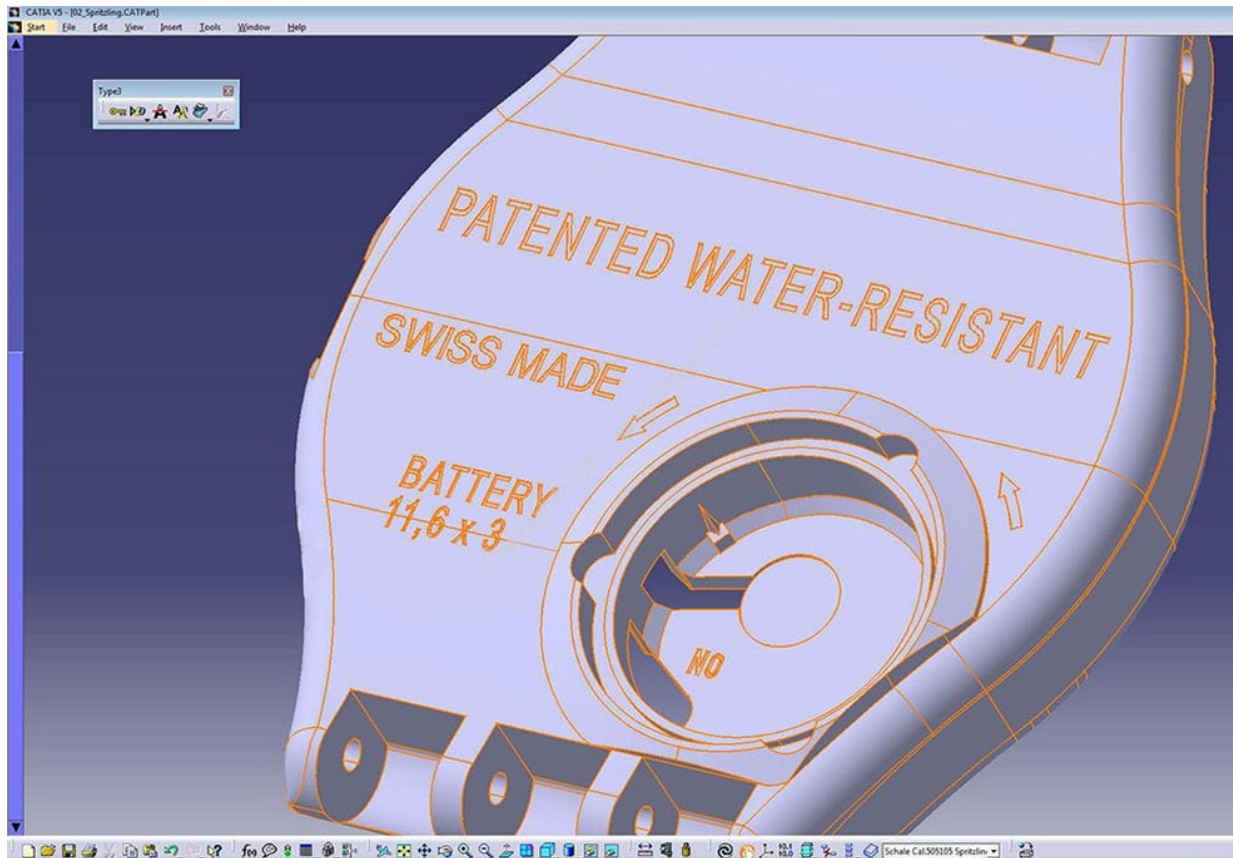 CATIA V5 - [02_Spritzling.CATPart]
Start File Edit View Insert Tools Window Help
Type3
PATENTED WATER-RESISTANT
SWISS MADE
BATTERY
11,6 x 3
NO
Schale Cal.505105 Spritzlin